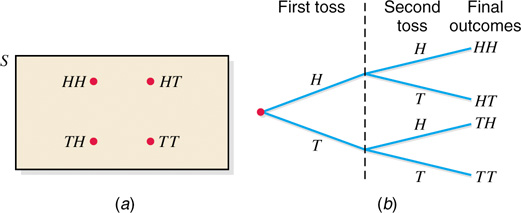 S
HH HT
TH TT
(a)
First toss
Second toss
Final outcomes
H
T
H
T
H
T
HH
HT
TH
TT
(b)